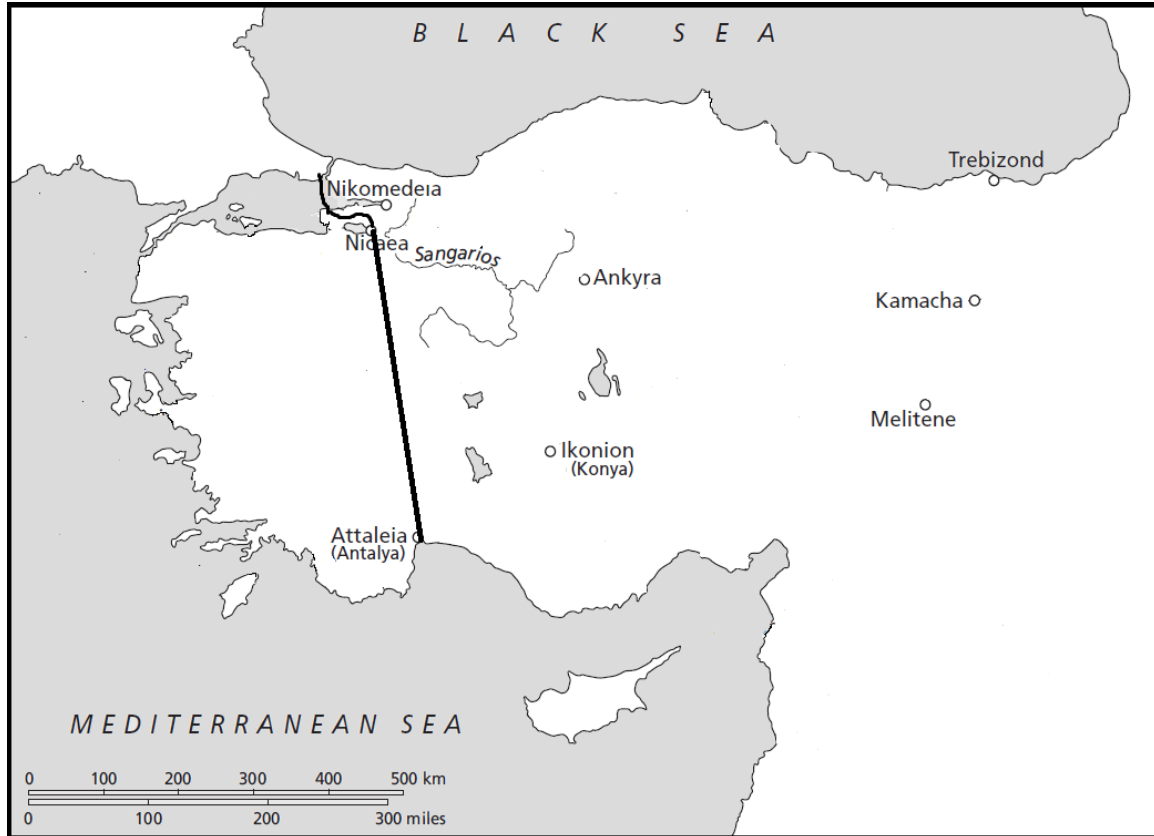 BLACK SEA
Trebizond
Nikomedeia
Nicaea
Sangarios
Ankyra
Kamacha
Melitene
Ikonion
(Konya)
Attaleia
(Antalya)
MEDITERRANEAN SEA
0 100 200 300 400 500 km
0 100 200 300 miles